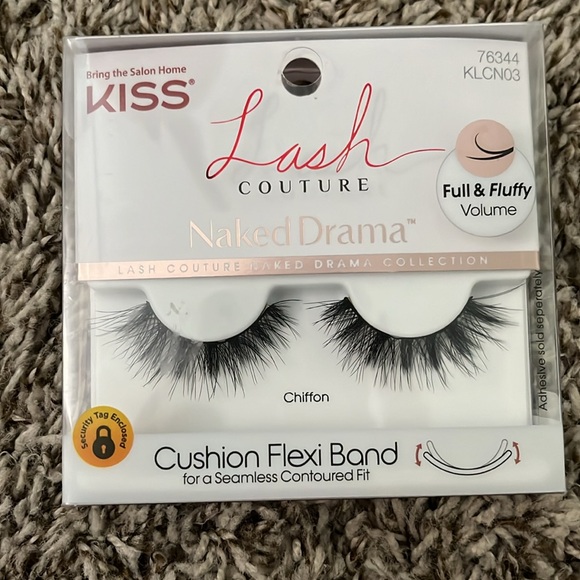 Bring the Salon Home
KISS®
76344
KLCN03
Lash
COUTURE
Full & Fluffy
Volume
Naked Drama™
LASH COUTURE NAKED DRAMA COLLECTION
Adhesive sold seperately
Chiffon
Security Tag Enclosed
Cushion Flexi Band
for a Seamless Contoured Fit